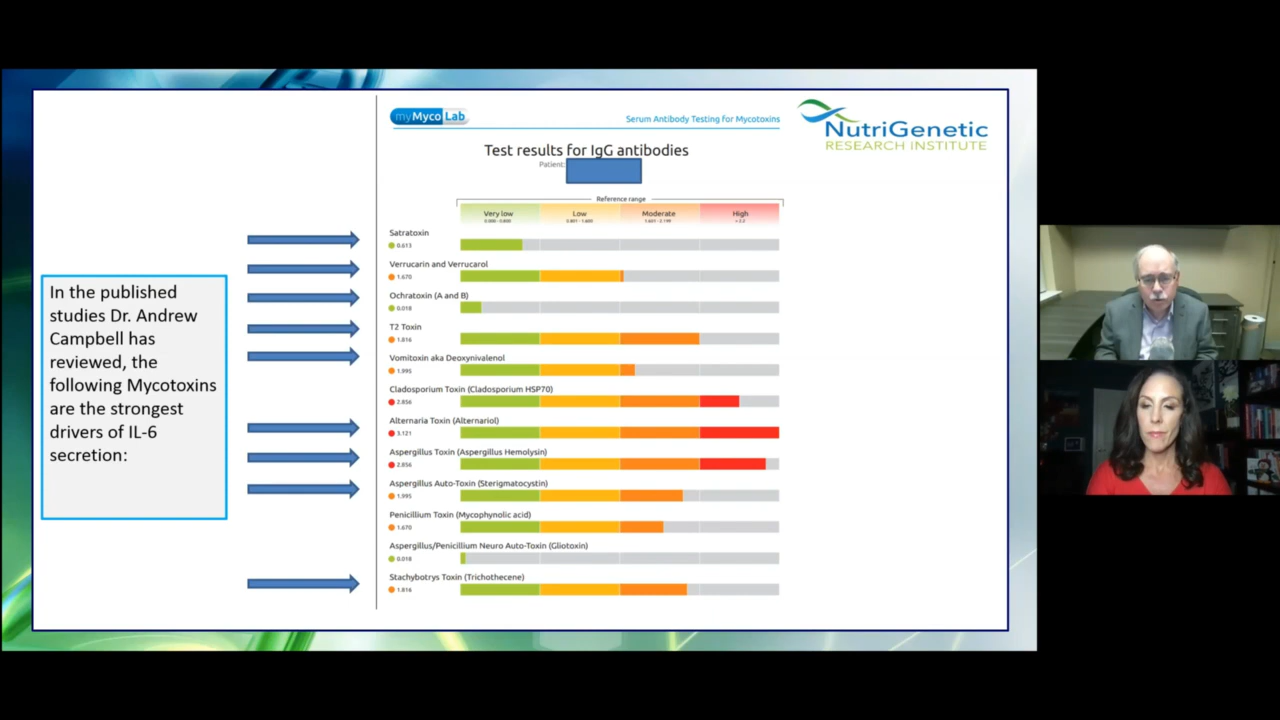 myMycoLab
Serum Antibody Testing for Mycotoxins
NutriGenetic
RESEARCH INSTITUTE
Test results for IgG antibodies
Patient:
In the published
studies Dr. Andrew
Campbell has
reviewed, the
following Mycotoxins
are the strongest
drivers of IL-6
secretion:
Reference range
Very low
Low
Moderate
High
0.801 - 1.600
Satratoxin
0.613
Verrucarin and Verrucarol
1.670
Ochratoxin (A and B)
0.018
T2 Toxin
1.816
Vomitoxin aka Deoxynivalenol
1.995
Cladosporium Toxin (Cladosporium HSP70)
2.856
Alternaria Toxin (Alternariol)
3.121
Aspergillus Toxin (Aspergillus Hemolysin)
2.856
Aspergillus Auto-Toxin (Sterigmatocystin)
1.995
Penicillium Toxin (Mycophynolic acid)
1.670
Aspergillus/Penicillium Neuro Auto-Toxin (Gliotoxin)
0.018
Stachybotrys Toxin (Trichothecene)
1.816